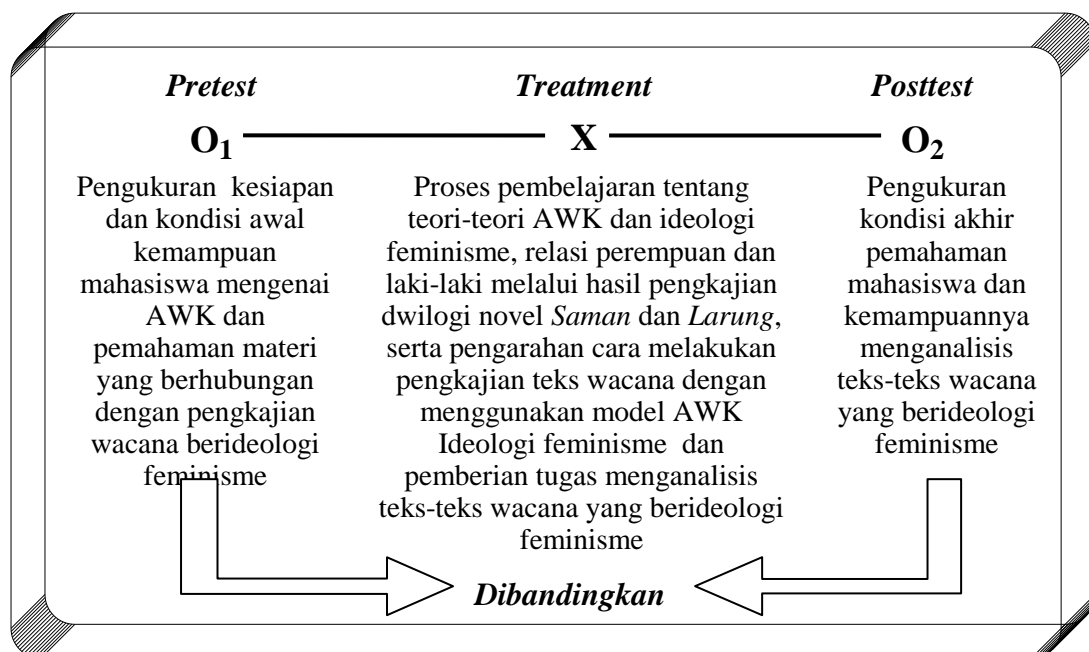 Pretest
Treatment
Posttest
O1
X
O2
Pengukuran kesiapan
dan kondisi awal
kemampuan
mahasiswa mengenai
AWK dan
pemahaman materi
yang berhubungan
dengan pengkajian
wacana berideologi
feminisme
Proses pembelajaran tentang
teori-teori AWK dan ideologi
feminisme, relasi perempuan dan
laki-laki melalui hasil pengkajian
dwilogi novel Saman dan Larung,
serta pengarahan cara melakukan
pengkajian teks wacana dengan
menggunakan model AWK
Ideologi feminisme dan
pemberian tugas menganalisis
teks-teks wacana yang berideologi
feminisme
Pengukuran
kondisi akhir
pemahaman
mahasiswa dan
kemampuannya
menganalisis
teks-teks wacana
yang berideologi
feminisme
Dibandingkan